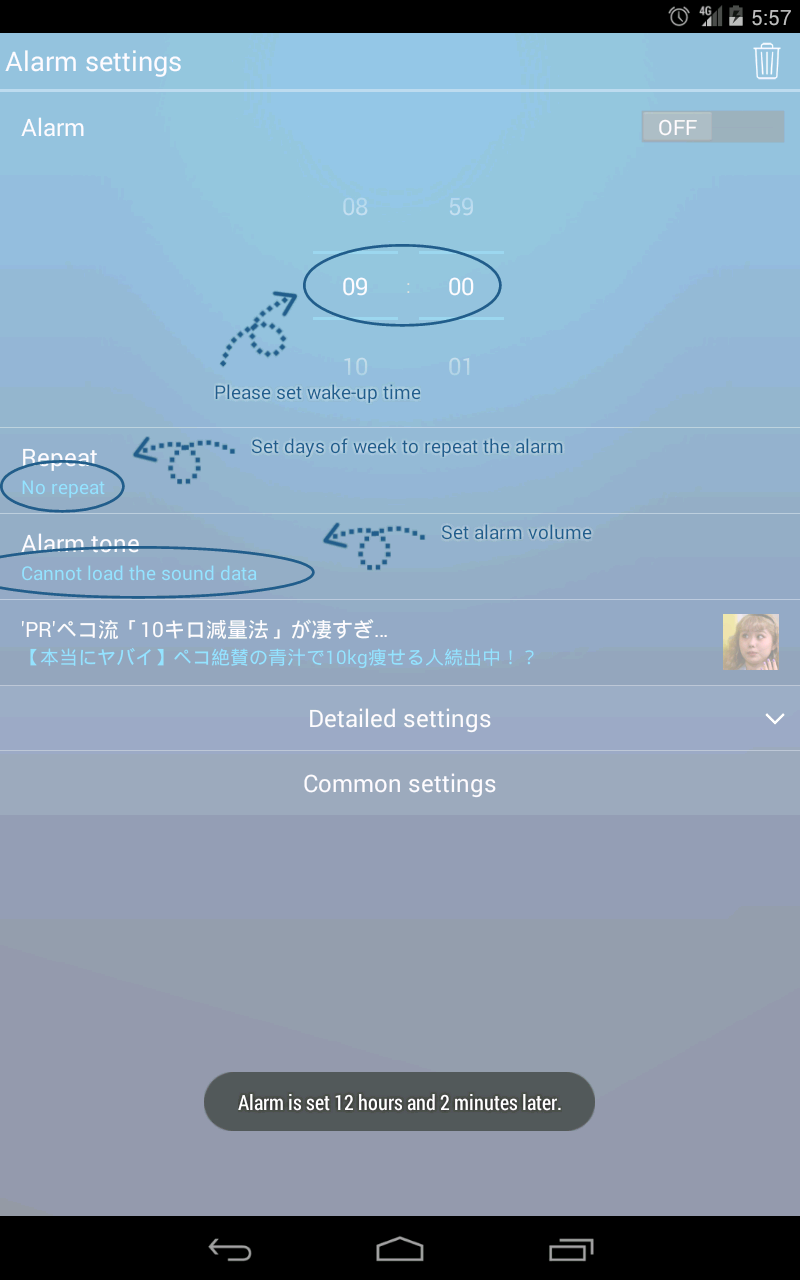 4G 5:57
Alarm settings
Alarm
OFF
08 59
09 : 00
10 01
Please set wake-up time
Set days of week to repeat the alarm
Repeat
No repeat
Set alarm volume
Alarm tone
Cannot load the sound data
'PR'ペコ流「10キロ減量法」が凄すぎ...
【本当にヤバイ】ペコ絶賛の青汁で10kg痩せる人続出中！？
Detailed settings
Common settings
Alarm is set 12 hours and 2 minutes later.